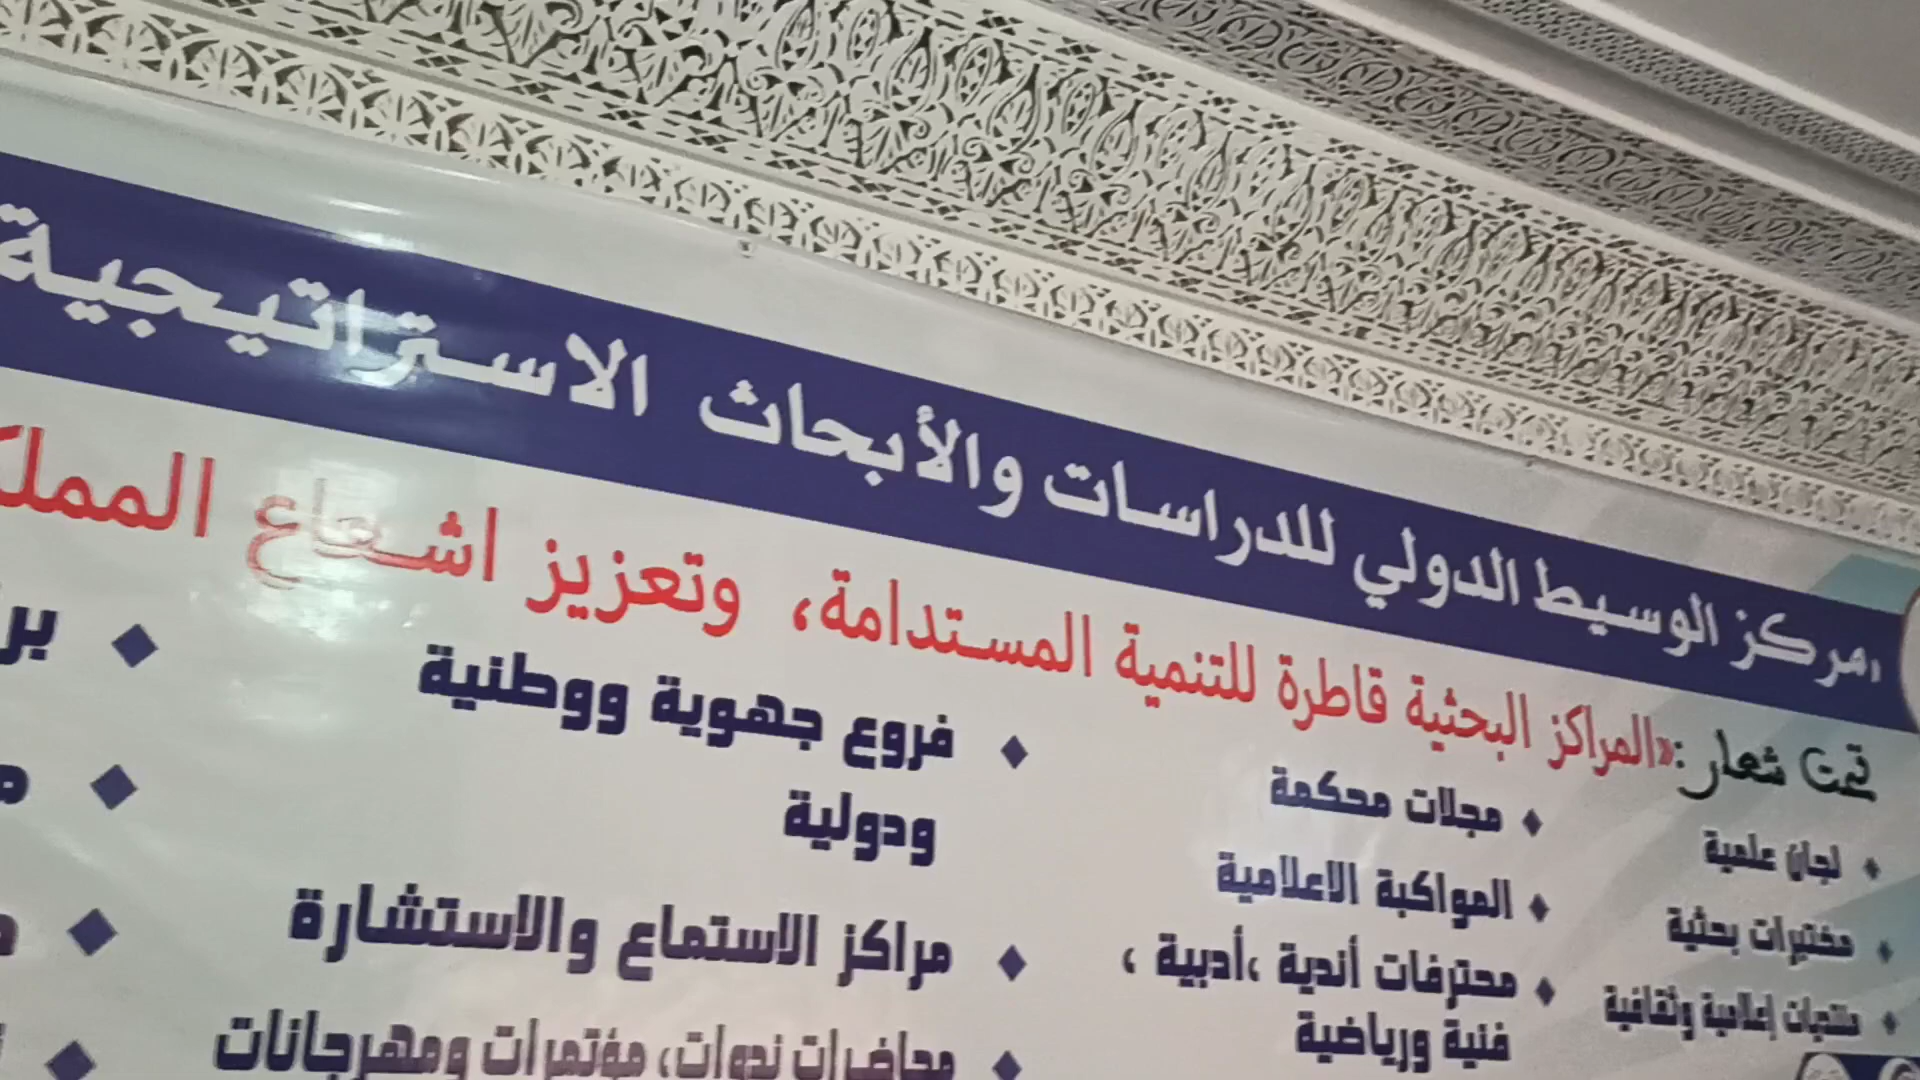 مركز الوسيط الدولي للدراسات والأبحاث الاستراتيجية
تحت شعار: «المراكز البحثية قاطرة للتنمية المستدامة، وتعزيز اشعاع
لجان علمية
مختبرات بحثية
منتديات إعلامية وثقافية
مجلات محكمة
المواكبة الاعلامية
محترفات أندية ،أدبية ،
فنية ورياضية
فروع جهوية ووطنية
ودولية
مراكز الاستماع والاستشارة
محاضرات ندوات، مؤتمرات ومهرجانات